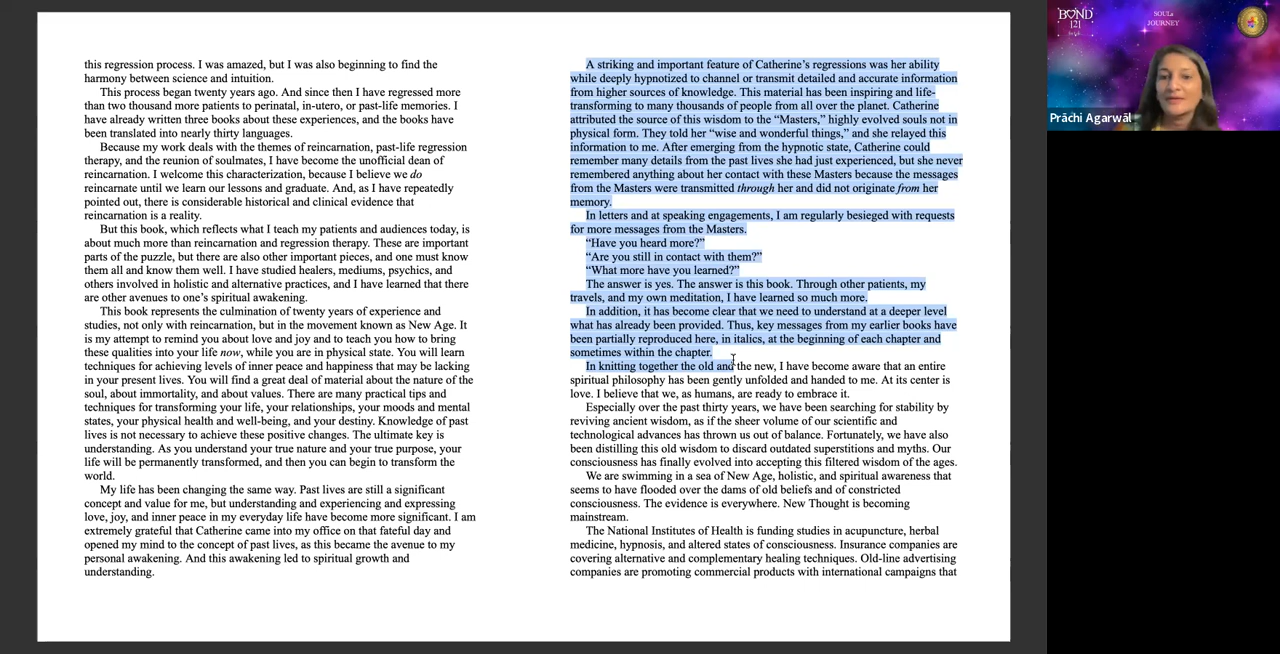 this regression process. I was amazed, but I was also beginning to find the
harmony between science and intuition.
This process began twenty years ago. And since then I have regressed more
than two thousand more patients to perinatal, in-utero, or past-life memories. I
have already written three books about these experiences, and the books have
been translated into nearly thirty languages.
Because my work deals with the themes of reincarnation, past-life regression
therapy, and the reunion of soulmates, I have become the unofficial dean of
reincarnation. I welcome this characterization, because I believe we do
reincarnate until we learn our lessons and graduate. And, as I have repeatedly
pointed out, there is considerable historical and clinical evidence that
reincarnation is a reality.
But this book, which reflects what I teach my patients and audiences today, is
about much more than reincarnation and regression therapy. These are important
parts of the puzzle, but there are also other important pieces, and one must know
them all and know them well. I have studied healers, mediums, psychics, and
others involved in holistic and alternative practices, and I have learned that there
are other avenues to one's spiritual awakening.
This book represents the culmination of twenty years of experience and
studies, not only with reincarnation, but in the movement known as New Age. It
is my attempt to remind you about love and joy and to teach you how to bring
these qualities into your life now, while you are in physical state. You will learn
techniques for achieving levels of inner peace and happiness that may be lacking
in your present lives. You will find a great deal of material about the nature of the
soul, about immortality, and about values. There are many practical tips and
techniques for transforming your life, your relationships, your moods and mental
states, your physical health and well-being, and your destiny. Knowledge of past
lives is not necessary to achieve these positive changes. The ultimate key is
understanding. As you understand your true nature and your true purpose, your
life will be permanently transformed, and then you can begin to transform the
world.
My life has been changing the same way. Past lives are still a significant
concept and value for me, but understanding and experiencing and expressing
love, joy, and inner peace in my everyday life have become more significant. I am
extremely grateful that Catherine came into my office on that fateful day and
opened my mind to the concept of past lives, as this became the avenue to my
personal awakening. And this awakening led to spiritual growth and
understanding.
A striking and important feature of Catherine's regressions was her ability
while deeply hypnotized to channel or transmit detailed and accurate information
from higher sources of knowledge. This material has been inspiring and life-
transforming to many thousands of people from all over the planet. Catherine
attributed the source of this wisdom to the “Masters,” highly evolved souls not in
physical form. They told her “wise and wonderful things,” and she relayed this
information to me. After emerging from the hypnotic state, Catherine could
remember many details from the past lives she had just experienced, but she never
remembered anything about her contact with these Masters because the messages
from the Masters were transmitted through her and did not originate from her
memory.
In letters and at speaking engagements, I am regularly besieged with requests
for more messages from the Masters.
“Have you heard more?”
“Are you still in contact with them?”
“What more have you learned?”
The answer is yes. The answer is this book. Through other patients, my
travels, and my own meditation, I have learned so much more.
In addition, it has become clear that we need to understand at a deeper level
what has already been provided. Thus, key messages from my earlier books have
been partially reproduced here, in italics, at the beginning of each chapter and
sometimes within the chapter.
In knitting together the old and the new, I have become aware that an entire
spiritual philosophy has been gently unfolded and handed to me. At its center is
love. I believe that we, as humans, are ready to embrace it.
Especially over the past thirty years, we have been searching for stability by
reviving ancient wisdom, as if the sheer volume of our scientific and
technological advances has thrown us out of balance. Fortunately, we have also
been distilling this old wisdom to discard outdated superstitions and myths. Our
consciousness has finally evolved into accepting this filtered wisdom of the ages.
We are swimming in a sea of New Age, holistic, and spiritual awareness that
seems to have flooded over the dams of old beliefs and of constricted
consciousness. The evidence is everywhere. New Thought is becoming
mainstream.
The National Institutes of Health is funding studies in acupuncture, herbal
medicine, hypnosis, and altered states of consciousness. Insurance companies are
covering alternative and complementary healing techniques. Old-line advertising
companies are promoting commercial products with international campaigns that
BOND
121
SOULs
JOURNEY
Prāchi Agarwāl